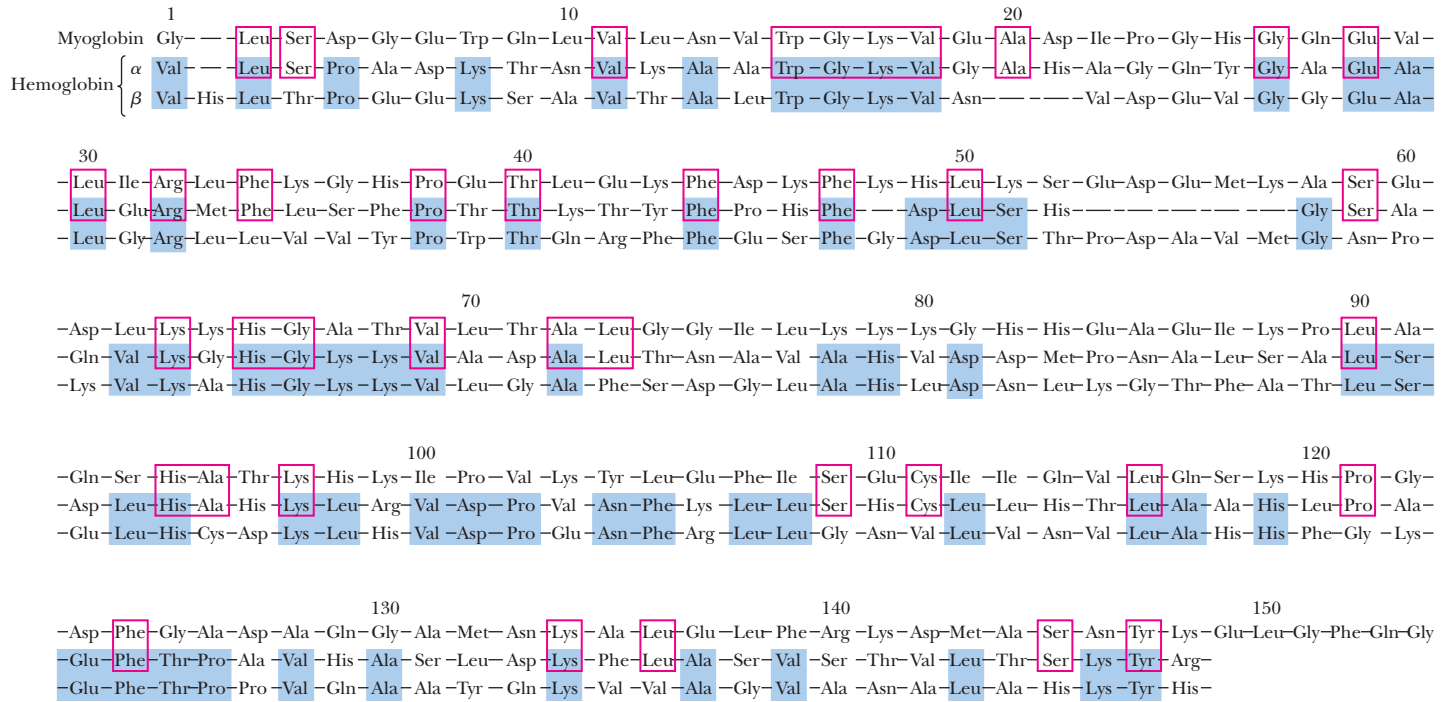 1 10 20
Myoglobin Gly– — –Leu–Ser–Asp–Gly–Glu–Trp–Gln–Leu–Val–Leu–Asn–Val–Trp–Gly–Lys–Val–Glu–Ala–Asp–Ile–Pro–Gly–His–Gly–Gln–Glu–Val–
Hemoglobin { α Val– — –Leu–Ser–Pro–Ala–Asp–Lys–Thr–Asn–Val–Lys–Ala–Ala–Trp–Gly–Lys–Val–Gly–Ala–His–Ala–Gly–Gln–Tyr–Gly–Ala–Glu–Ala–
β Val–His–Leu–Thr–Pro–Glu–Glu–Lys–Ser–Ala–Val–Thr–Ala–Leu–Trp–Gly–Lys–Val–Asn– — — –Val–Asp–Glu–Val–Gly–Gly–Glu–Ala–
30 40 50 60
–Leu–Ile–Arg–Leu–Phe–Lys–Gly–His–Pro–Glu–Thr–Leu–Glu–Lys–Phe–Asp–Lys–Phe–Lys–His–Leu–Lys–Ser–Glu–Asp–Glu–Met–Lys–Ala–Ser–Glu–
–Leu–Glu–Arg–Met–Phe–Leu–Ser–Phe–Pro–Thr–Thr–Lys–Thr–Tyr–Phe–Pro–His–Phe– — –Asp–Leu–Ser–His– — — — — — –Gly–Ser–Ala–
–Leu–Gly–Arg–Leu–Leu–Val–Val–Tyr–Pro–Trp–Thr–Gln–Arg–Phe–Phe–Glu–Ser–Phe–Gly–Asp–Leu–Ser–Thr–Pro–Asp–Ala–Val–Met–Gly–Asn–Pro–
70 80 90
–Asp–Leu–Lys–Lys–His–Gly–Ala–Thr–Val–Leu–Thr–Ala–Leu–Gly–Gly–Ile–Leu–Lys–Lys–Gly–His–His–Glu–Ala–Glu–Ile–Lys–Pro–Leu–Ala–
–Gln–Val–Lys–Gly–His–Gly–Lys–Lys–Val–Ala–Asp–Ala–Leu–Thr–Asn–Ala–Val–Ala–His–Val–Asp–Asp–Met–Pro–Asn–Ala–Leu–Ser–Ala–Leu–Ser–
–Lys–Val–Lys–Ala–His–Gly–Lys–Lys–Val–Leu–Gly–Ala–Phe–Ser–Asp–Gly–Leu–Ala–His–Leu–Asp–Asn–Leu–Lys–Gly–Thr–Phe–Ala–Thr–Leu–Ser–
100 110 120
–Gln–Ser–His–Ala–Thr–Lys–His–Lys–Ile–Pro–Val–Lys–Tyr–Leu–Glu–Phe–Ile–Ser–Glu–Cys–Ile–Ile–Gln–Val–Leu–Gln–Ser–Lys–His–Pro–Gly–
–Asp–Leu–His–Ala–His–Lys–Leu–Arg–Val–Asp–Pro–Val–Asn–Phe–Lys–Leu–Leu–Ser–His–Cys–Leu–Leu–His–Thr–Leu–Ala–Ala–His–Leu–Pro–Ala–
–Glu–Leu–His–Cys–Asp–Lys–Leu–His–Val–Asp–Pro–Glu–Asn–Phe–Arg–Leu–Leu–Gly–Asn–Val–Leu–Val–Asn–Val–Leu–Ala–His–His–Phe–Gly–Lys–
130 140 150
–Asp–Phe–Gly–Ala–Asp–Ala–Gln–Gly–Ala–Met–Asn–Lys–Ala–Leu–Glu–Leu–Phe–Arg–Lys–Asp–Met–Ala–Ser–Asn–Tyr–Lys–Glu–Leu–Gly–Phe–Gln–Gly
–Glu–Phe–Thr–Pro–Ala–Val–His–Ala–Ser–Leu–Asp–Lys–Phe–Leu–Ala–Ser–Val–Ser–Thr–Val–Leu–Thr–Ser–Lys–Tyr–Arg–
–Glu–Phe–Thr–Pro–Pro–Val–Gln–Ala–Ala–Tyr–Gln–Lys–Val–Val–Ala–Gly–Val–Ala–Asn–Ala–Leu–Ala–His–Lys–Tyr–His–